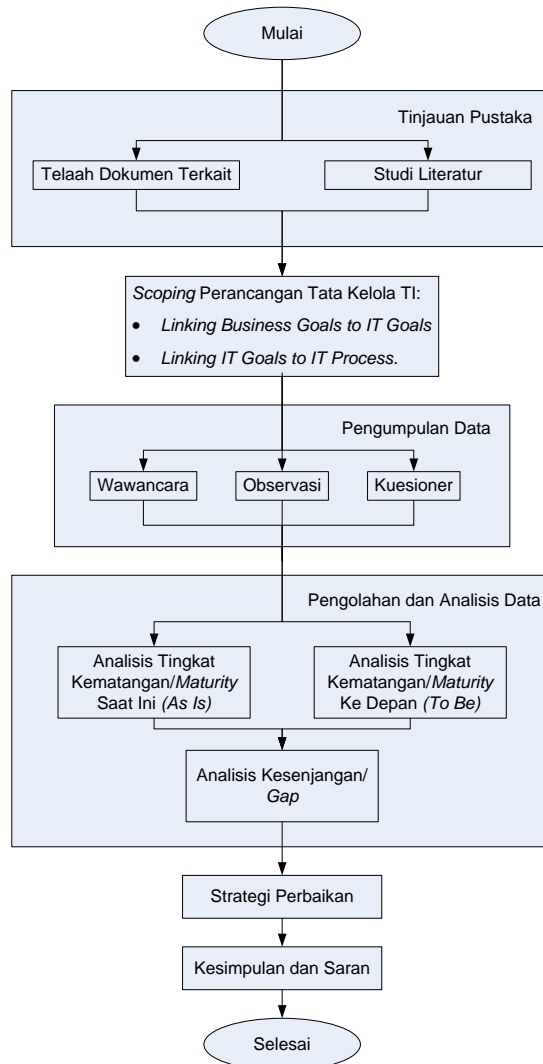 Mulai
Tinjauan Pustaka
Telaah Dokumen Terkait
Studi Literatur
Scoping Perancangan Tata Kelola TI:
• Linking Business Goals to IT Goals
• Linking IT Goals to IT Process.
Pengumpulan Data
Wawancara
Observasi
Kuesioner
Pengolahan dan Analisis Data
Analisis Tingkat
Kematangan/Maturity
Saat Ini (As Is)
Analisis Tingkat
Kematangan/Maturity
Ke Depan (To Be)
Analisis Kesenjangan/
Gap
Strategi Perbaikan
Kesimpulan dan Saran
Selesai